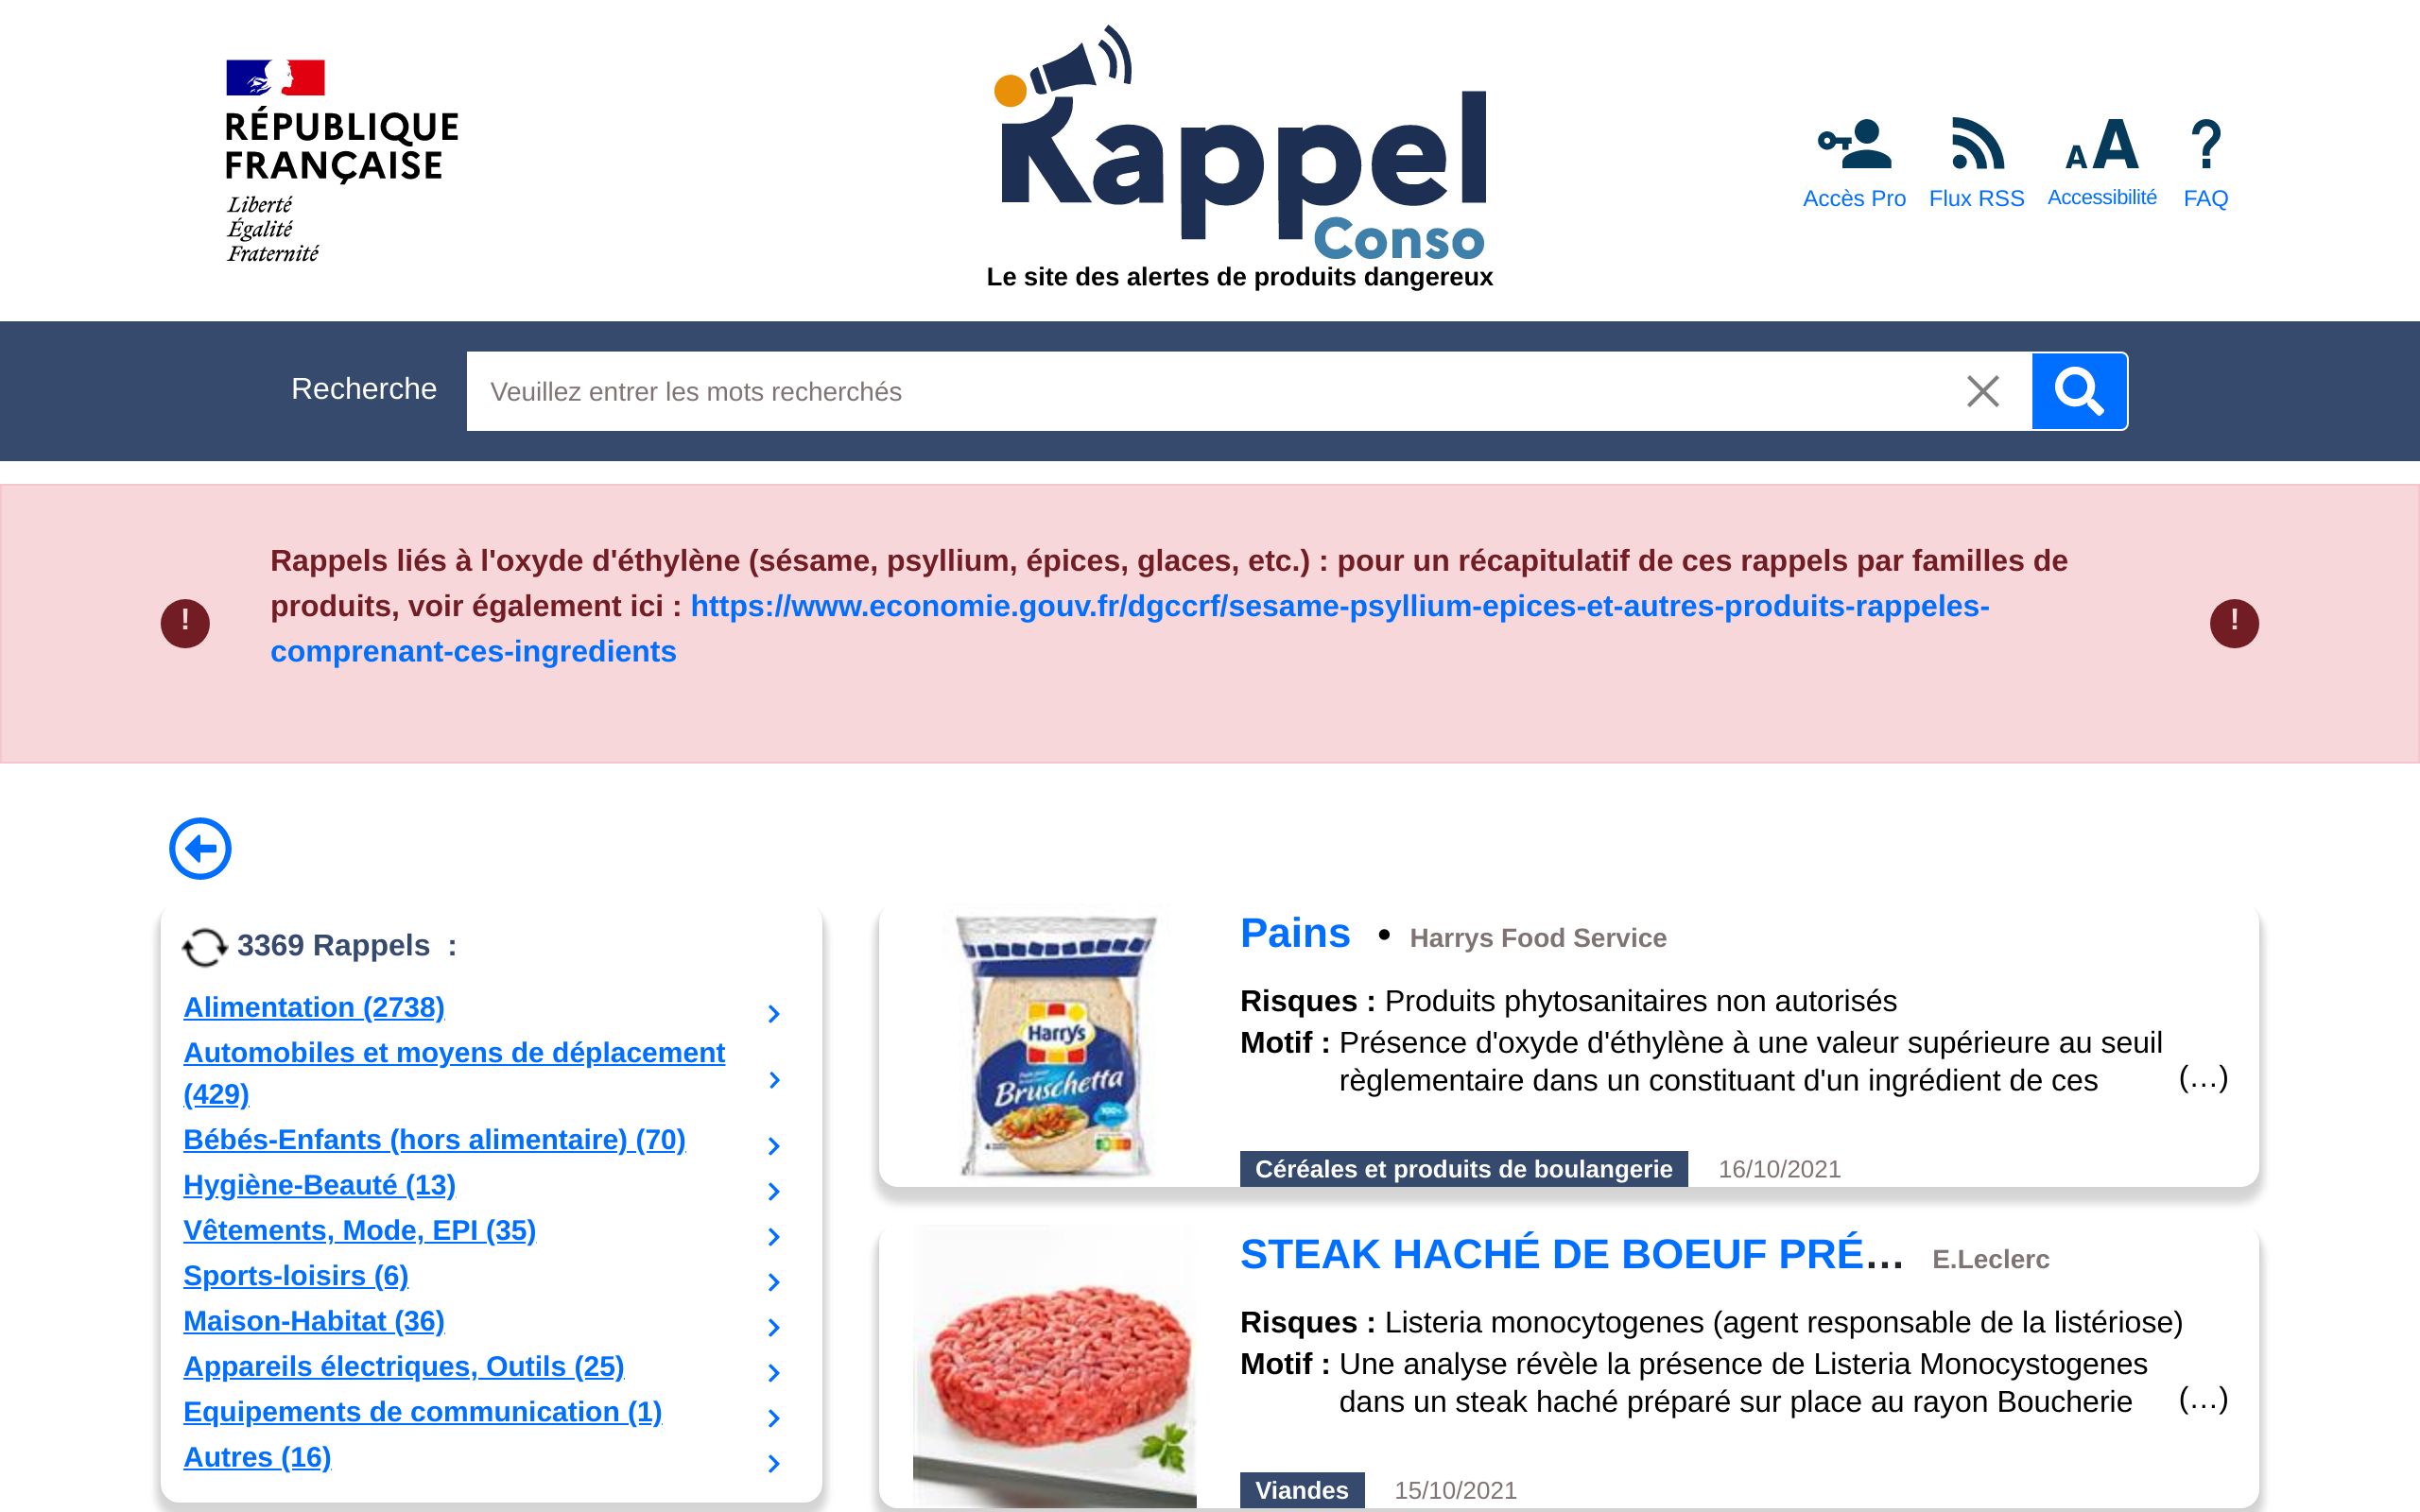 RÉPUBLIQUE
FRANÇAISE
Liberté
Égalité
Fraternité
Rappel
Conso
Le site des alertes de produits dangereux
Accès Pro
Flux RSS
AA
Accessibilité
?
FAQ
Recherche
Veuillez entrer les mots recherchés
Rappels liés à l'oxyde d'éthylène (sésame, psyllium, épices, glaces, etc.) : pour un récapitulatif de ces rappels par familles de
produits, voir également ici : https://www.economie.gouv.fr/dgccrf/sesame-psyllium-epices-et-autres-produits-rappeles-
comprenant-ces-ingredients
!
!
3369 Rappels :
Alimentation (2738)
Automobiles et moyens de déplacement
(429)
Bébés-Enfants (hors alimentaire) (70)
Hygiène-Beauté (13)
Vêtements, Mode, EPI (35)
Sports-loisirs (6)
Maison-Habitat (36)
Appareils électriques, Outils (25)
Equipements de communication (1)
Autres (16)
Harrys
Bruschetta
100%
Pains • Harrys Food Service
Risques : Produits phytosanitaires non autorisés
Motif : Présence d'oxyde d'éthylène à une valeur supérieure au seuil
règlementaire dans un constituant d'un ingrédient de ces (…)
Céréales et produits de boulangerie 16/10/2021
STEAK HACHÉ DE BOEUF PRÉ… E.Leclerc
Risques : Listeria monocytogenes (agent responsable de la listériose)
Motif : Une analyse révèle la présence de Listeria Monocystogenes
dans un steak haché préparé sur place au rayon Boucherie (…)
Viandes 15/10/2021